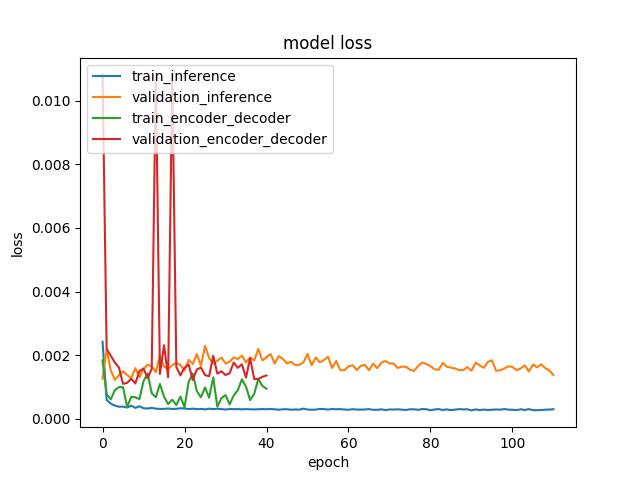 model loss
train_inference
validation_inference
train_encoder_decoder
validation_encoder_decoder
0.010
0.008
0.006
0.004
0.002
0.000
loss
0 20 40 60 80 100
epoch